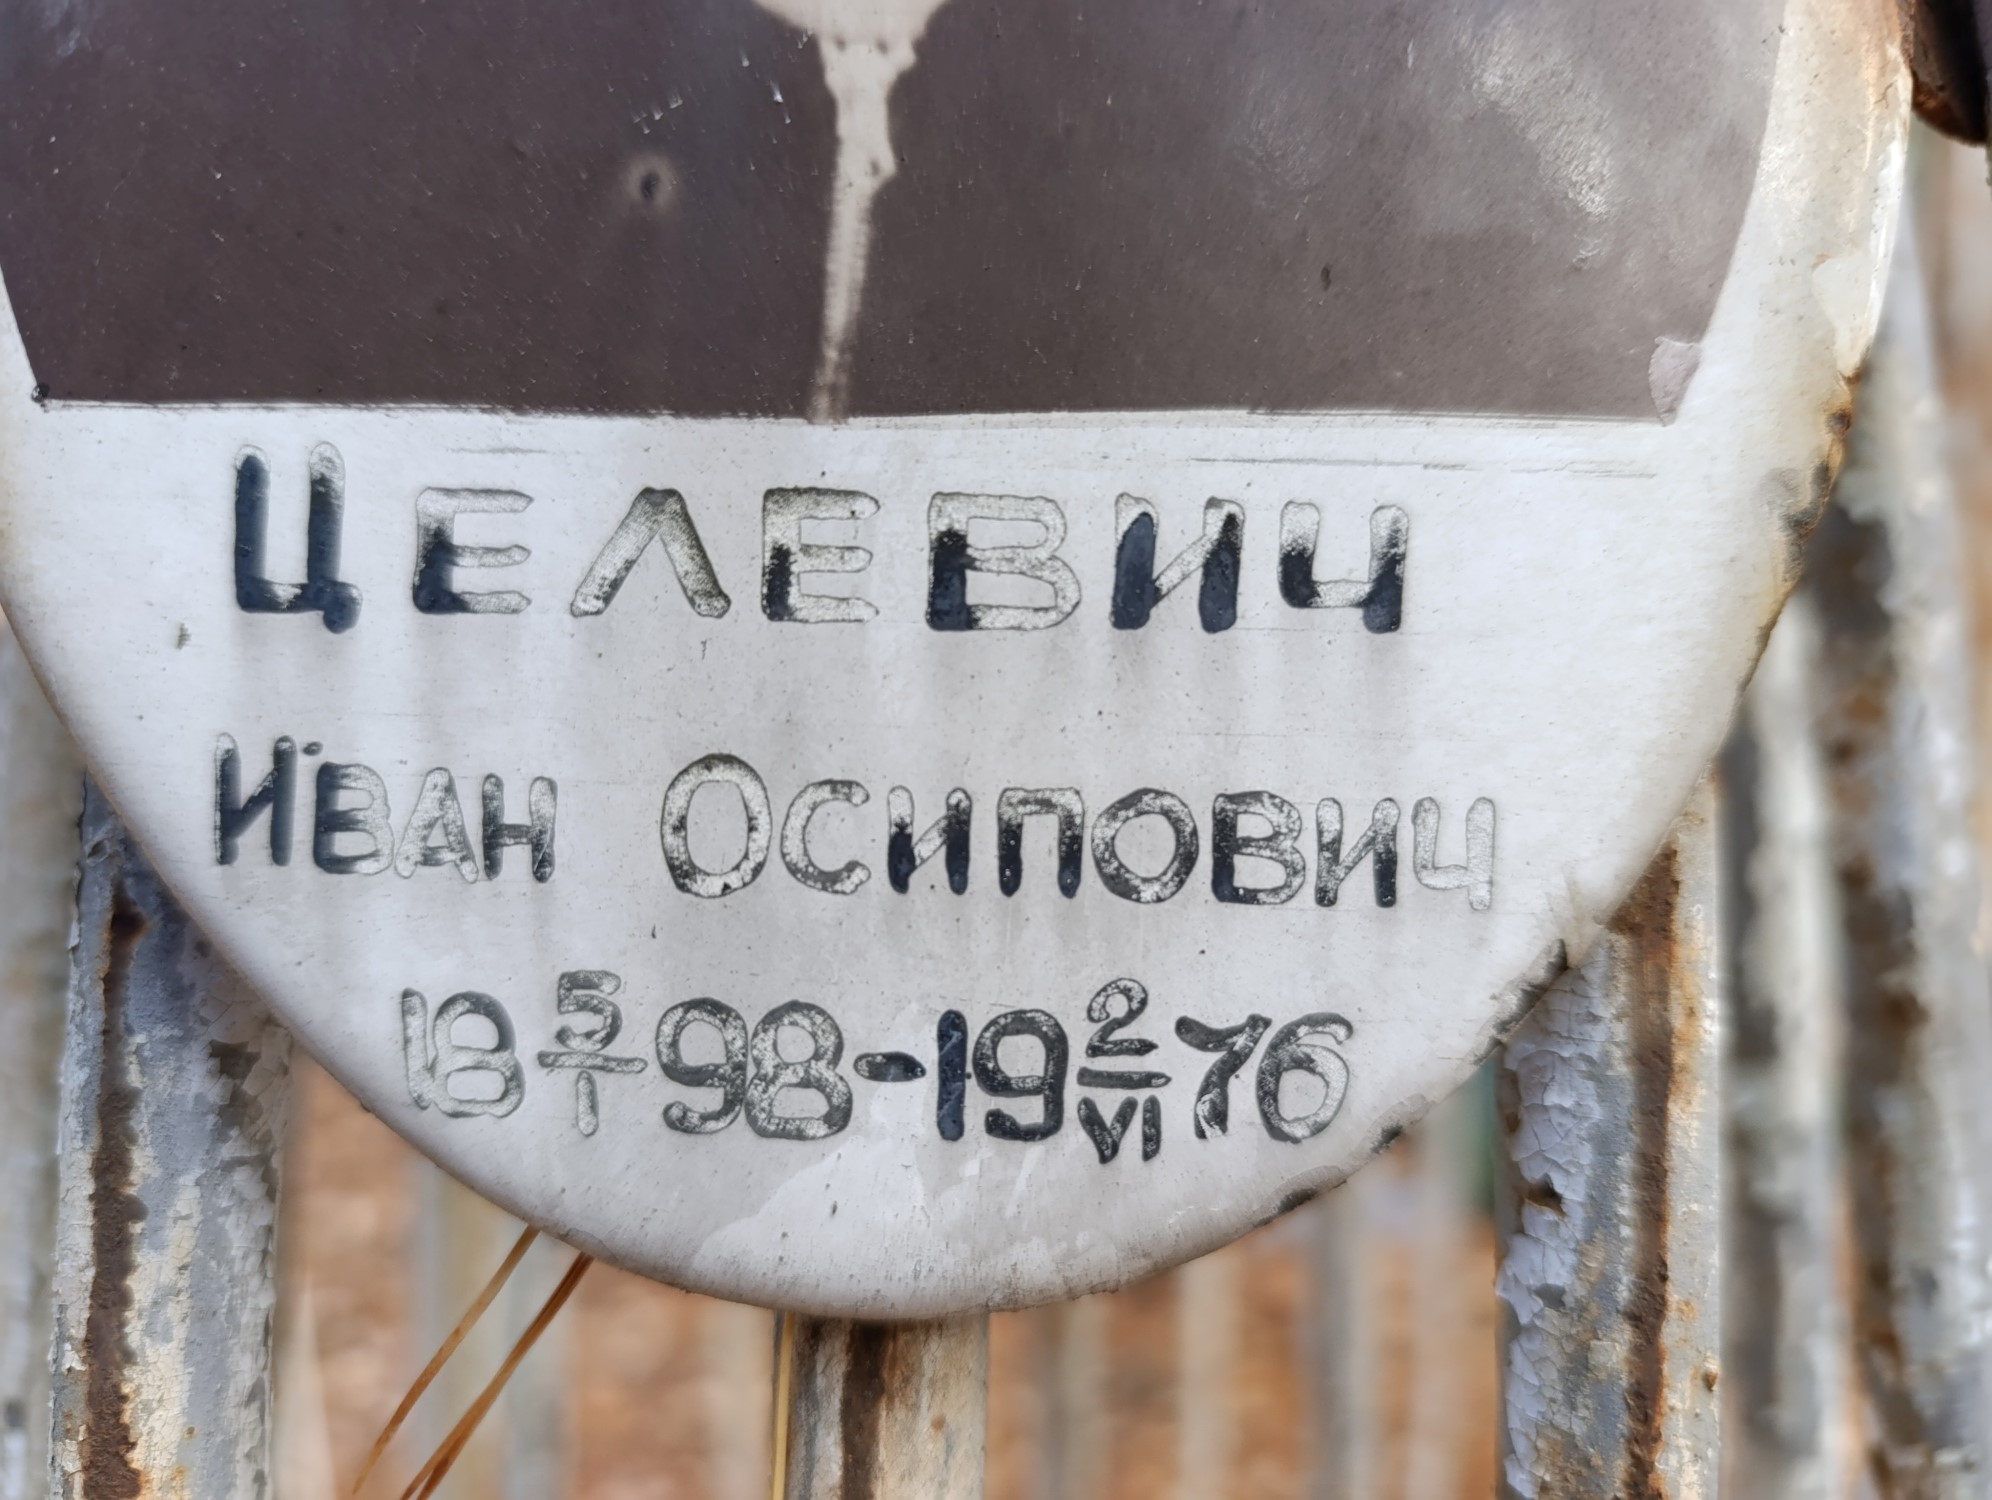 ЦЕЛЕВИЧ
ИВАН ОСИПОВИЧ
18 5/I 98-19 2/VI 76